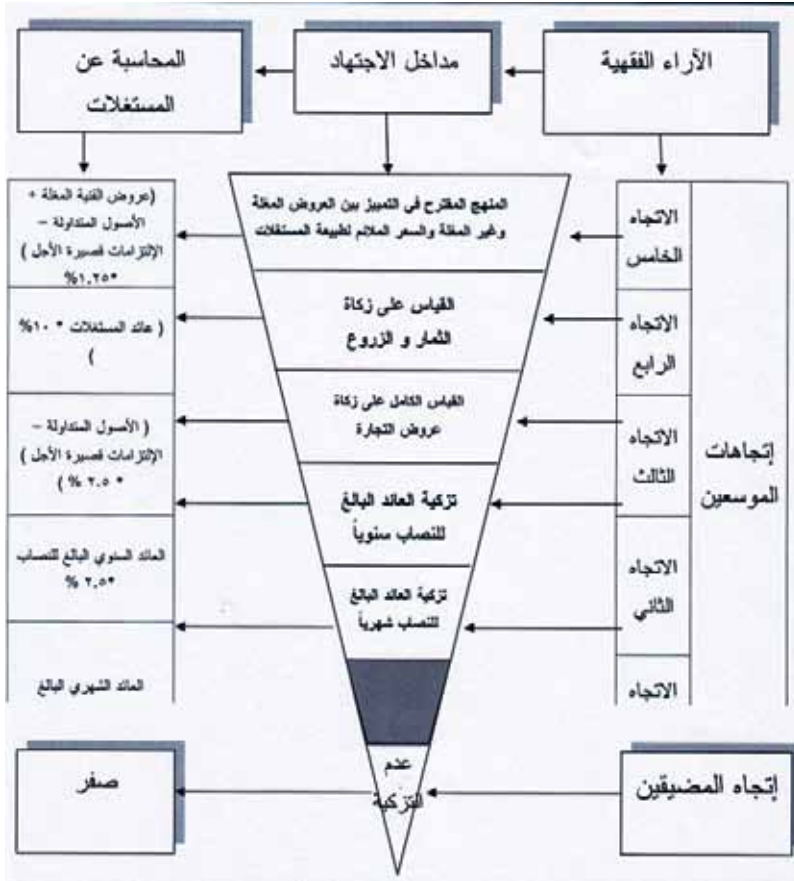 الآراء الفقهية
مداخل الاجتهاد
المحاسبة عن
المستغلات
إتجاهات
الموسعين
الاتجاه
الخامس
المنهج المقترح في التمييز بين العروض المغلة
وغير المغلة والسعر الملائم لطبيعة المستغلات
(عروض القنية المغلة +
الأصول المتداولة –
الإلتزامات قصيرة الأجل )
*١,٢٥%
الاتجاه
الرابع
القياس على زكاة
الثمار و الزروع
( عائد المستغلات * ١٠%
)
الاتجاه
الثالث
القياس الكامل على زكاة
عروض التجارة
( الأصول المتداولة –
الإلتزامات قصيرة الأجل )
* ٢,٥ % )
الاتجاه
الثاني
تزكية العائد البالغ
للنصاب سنوياً
العائد السنوي البالغ للنصاب
*٢,٥ %
الاتجاه
تزكية العائد البالغ
للنصاب شهرياً
العائد الشهري البالغ
إتجاه المضيقين
عدم
التزكية
صفر